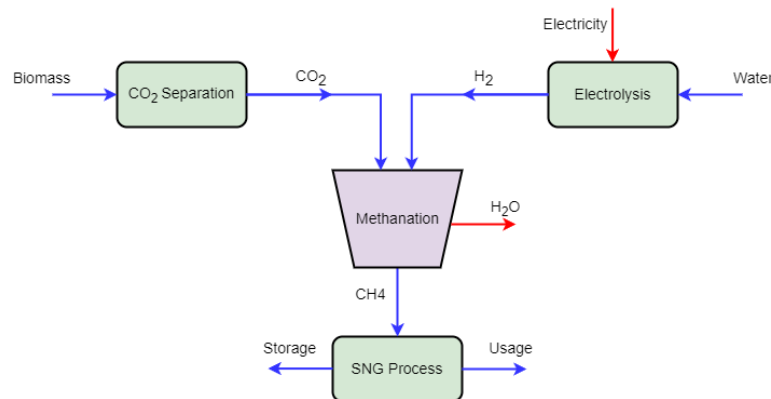 Electricity
Biomass
CO₂
H₂
Water
CO₂ Separation
Electrolysis
Methanation
H₂O
CH4
Storage
Usage
SNG Process